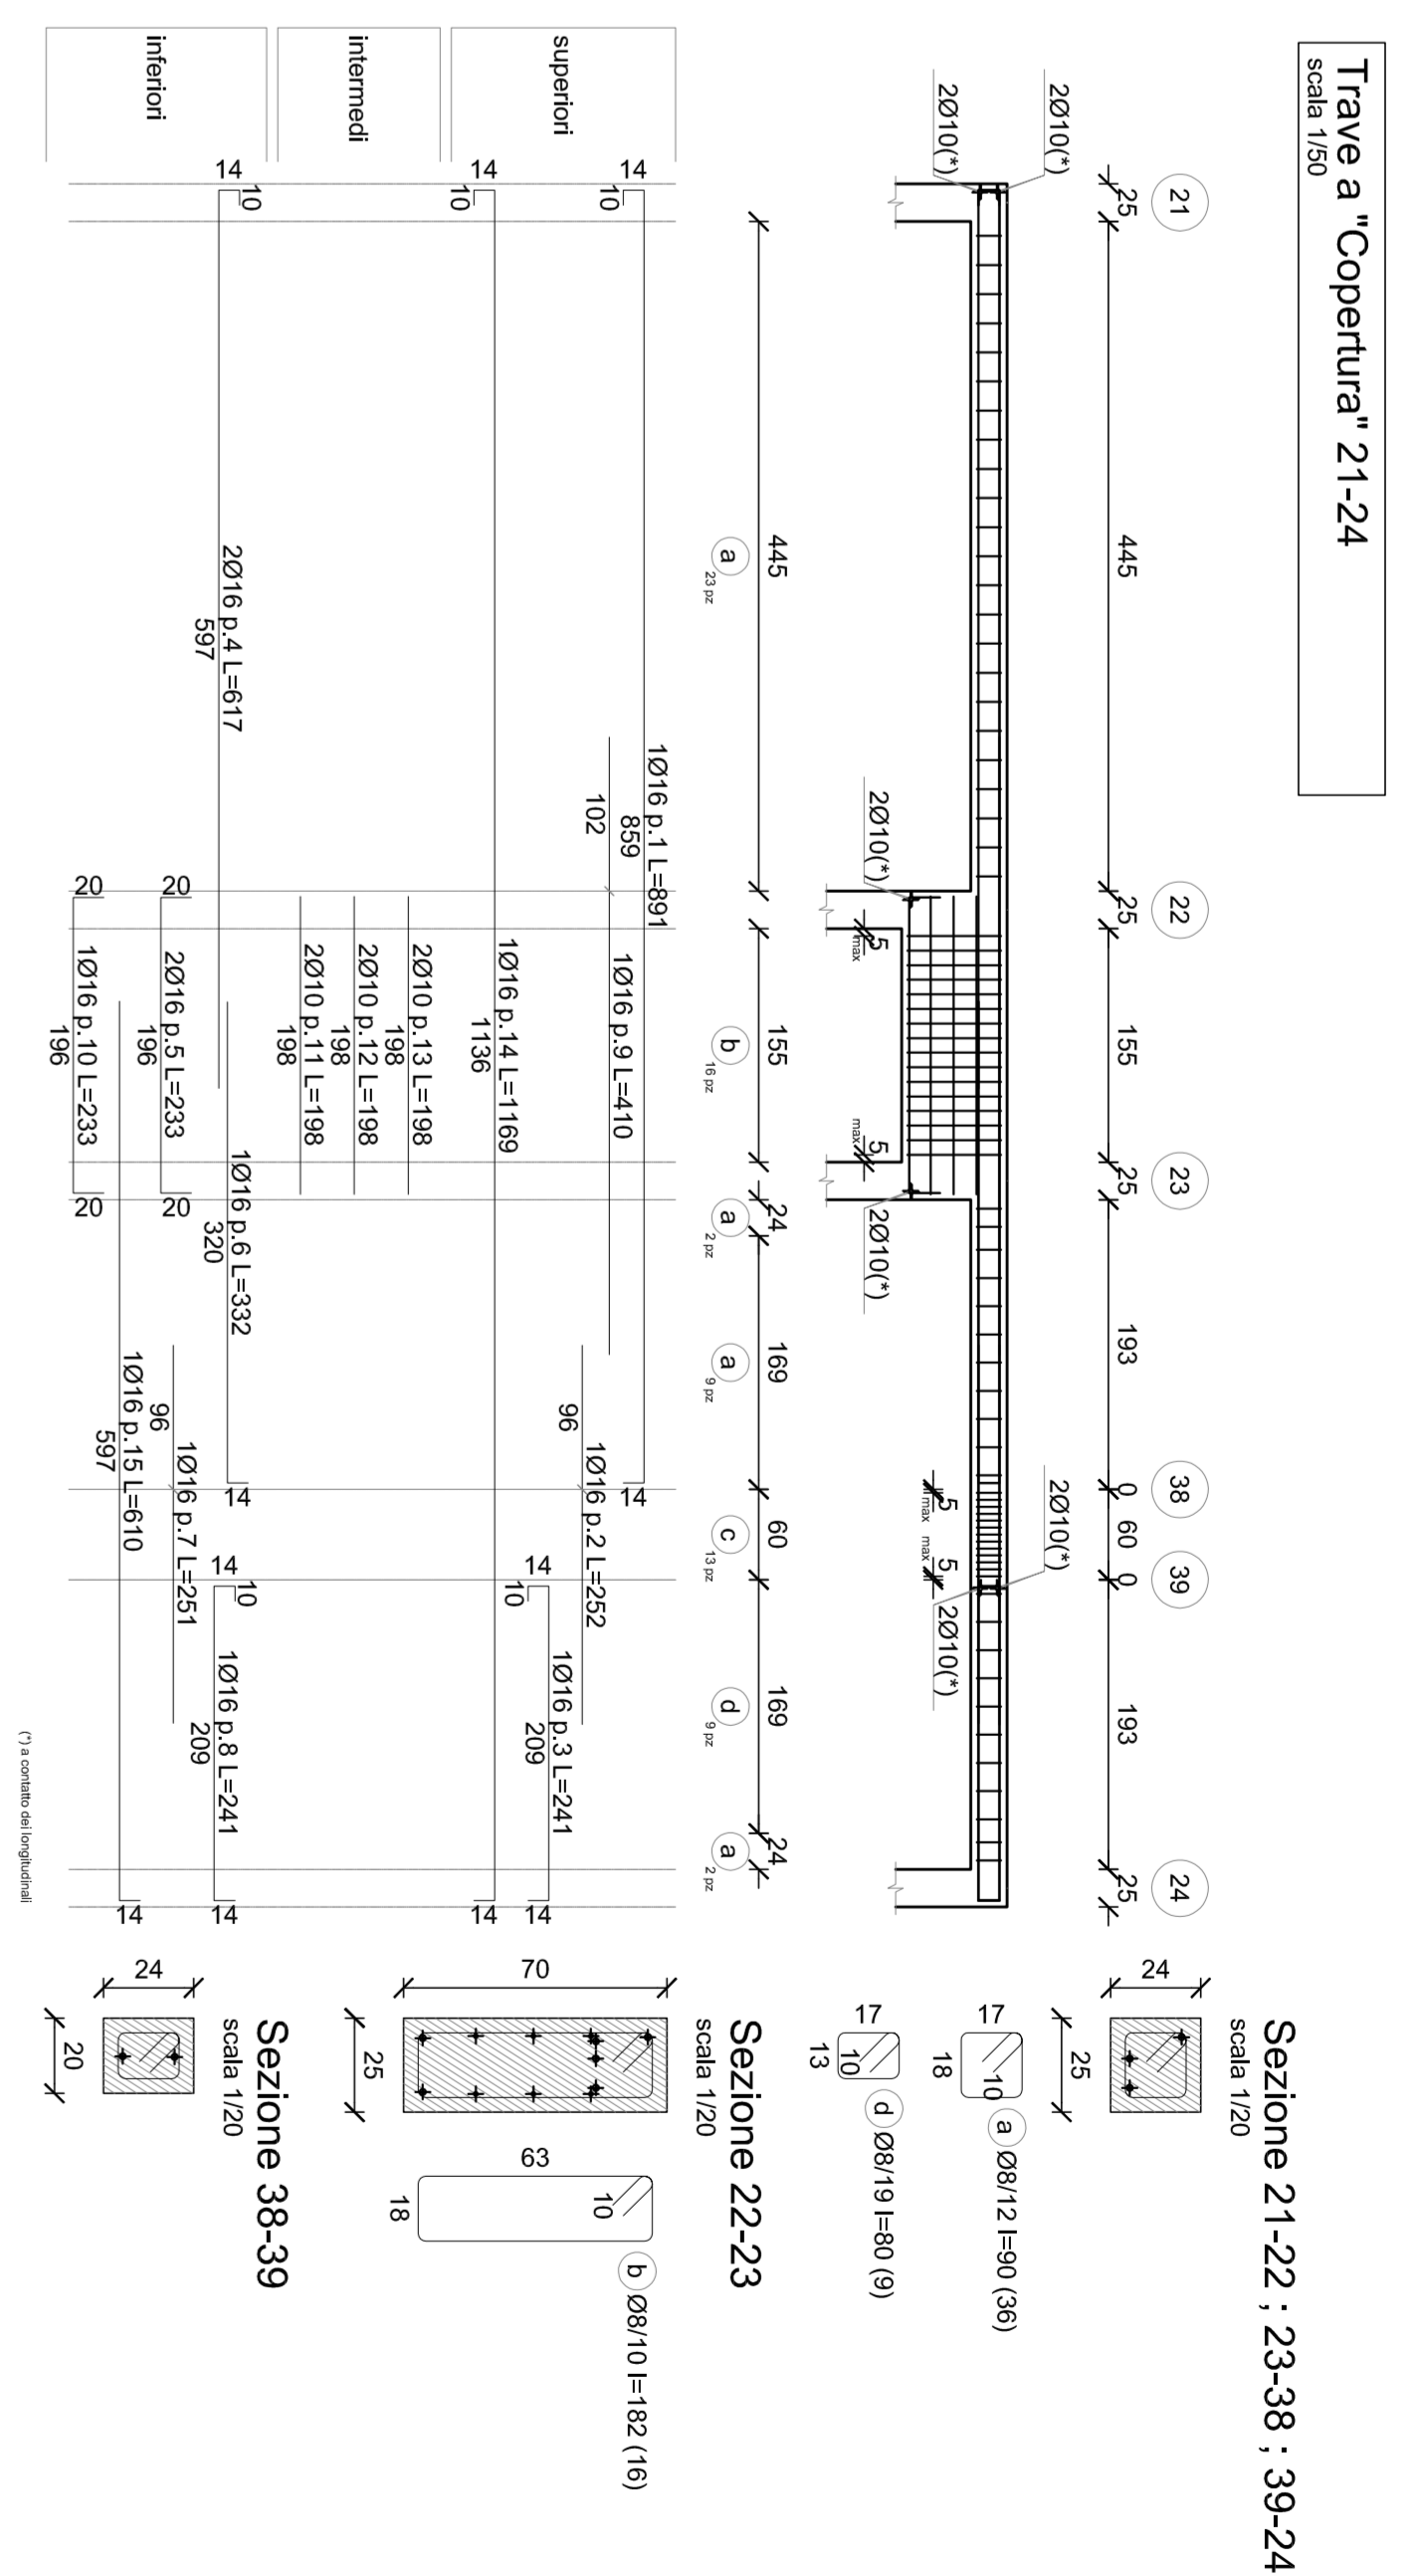 Trave a "Copertura" 21-24
scala 1/50
21 22 23 38 39 24
25 445 25 155 25 193 0 60 0 193 25
2Ø10(*) 2Ø10(*)
2Ø10(*) 2Ø10(*) 2Ø10(*)
2Ø10(*)
5 max 5 max 5 max 5 max
445 155 24 169 60 169 24
a 23 pz b 16 pz a 2 pz a 9 pz c 13 pz d 9 pz a 2 pz
superiori
1Ø16 p.1 L=891
14 10 859 14
1Ø16 p.9 L=410
102
1Ø16 p.2 L=252
96
1Ø16 p.3 L=241
14 10 209 14
1Ø16 p.14 L=1169
14 10 1136 14
intermedi
2Ø10 p.13 L=198
198
2Ø10 p.12 L=198
198
2Ø10 p.11 L=198
198
inferiori
2Ø16 p.4 L=617
14 10 597
1Ø16 p.6 L=332
320 14
1Ø16 p.8 L=241
14 10 209 14
2Ø16 p.5 L=233
20 196 20
1Ø16 p.7 L=251
96
1Ø16 p.15 L=610
597 14
1Ø16 p.10 L=233
20 196 20
(*) a contatto dei longitudinali
Sezione 21-22 ; 23-38 ; 39-24
scala 1/20
24
25
a Ø8/12 l=90 (36)
17 10
18
d Ø8/19 l=80 (9)
17 10
13
Sezione 22-23
scala 1/20
70
25
b Ø8/10 l=182 (16)
63 10
18
Sezione 38-39
scala 1/20
24
20